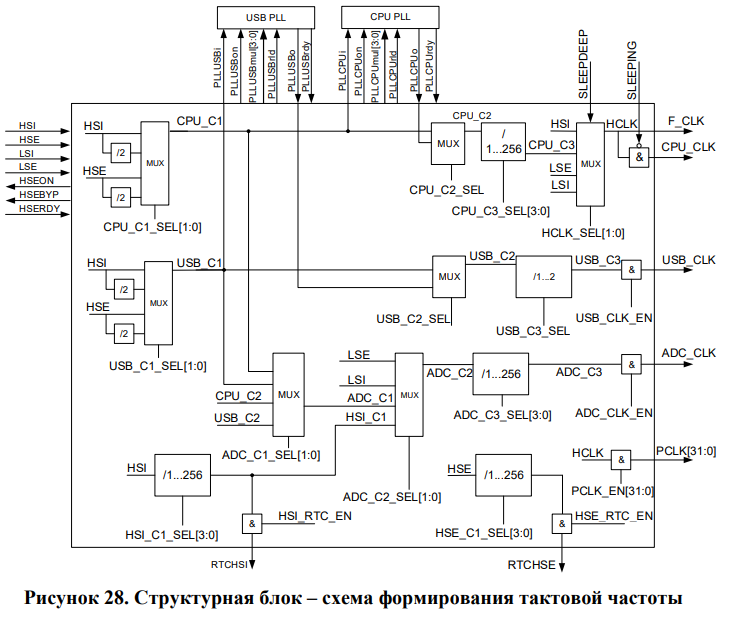 USB PLL
CPU PLL
PLLUSBi
PLLUSBon
PLLUSBmul[3:0]
PLLUSBrld
PLLUSBo
PLLUSBrdy
PLLCPUi
PLLCPUon
PLLCPUmul[3:0]
PLLCPUrld
PLLCPUo
PLLCPUrdy
SLEEPDEEP
SLEEPING
HSI
HSE
LSI
LSE
HSEON
HSEBYP
HSERDY
HSI
/2
HSE
/2
MUX
CPU_C1
CPU_C1_SEL[1:0]
CPU_C2
MUX
CPU_C2_SEL
/
1...256
CPU_C3
CPU_C3_SEL[3:0]
HSI
LSE
LSI
MUX
HCLK
HCLK_SEL[1:0]
&
F_CLK
CPU_CLK
HSI
/2
HSE
/2
MUX
USB_C1
USB_C1_SEL[1:0]
MUX
USB_C2
USB_C2_SEL
/1...2
USB_C3
USB_C3_SEL
&
USB_CLK
USB_CLK_EN
CPU_C2
USB_C2
MUX
ADC_C1
ADC_C1_SEL[1:0]
LSE
LSI
HSI_C1
MUX
ADC_C2
ADC_C2_SEL[1:0]
/1...256
ADC_C3
ADC_C3_SEL[3:0]
&
ADC_CLK
ADC_CLK_EN
HCLK
&
PCLK[31:0]
PCLK_EN[31:0]
HSI
/1...256
HSI_C1_SEL[3:0]
&
HSI_RTC_EN
RTCHSI
HSE
/1...256
HSE_C1_SEL[3:0]
&
HSE_RTC_EN
RTCHSE
Рисунок 28. Структурная блок – схема формирования тактовой частоты